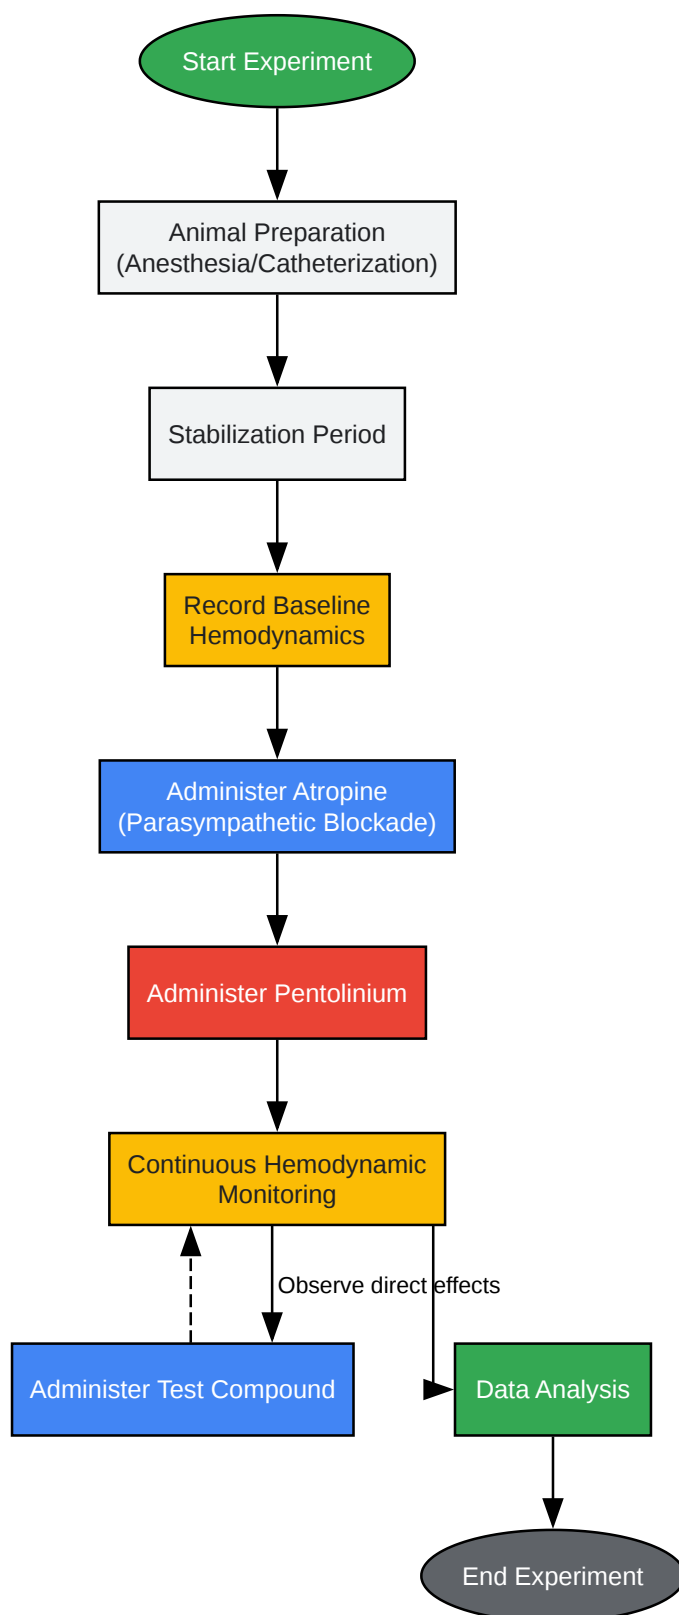 Start Experiment
Animal Preparation
(Anesthesia/Catheterization)
Stabilization Period
Record Baseline
Hemodynamics
Administer Atropine
(Parasympathetic Blockade)
Administer Pentolinium
Continuous Hemodynamic
Monitoring
Observe direct effects
Administer Test Compound
Data Analysis
End Experiment